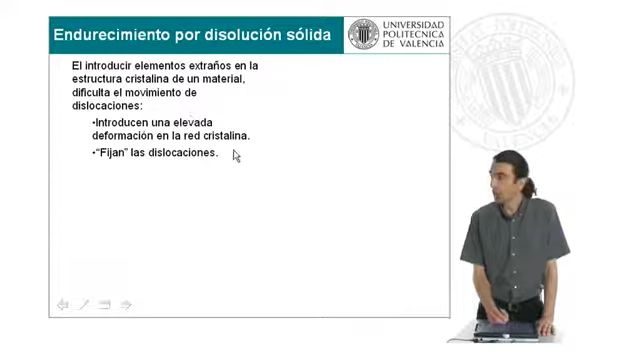 Endurecimiento por disolución sólida
UNIVERSIDAD
POLITECNICA
DE VALENCIA
El introducir elementos extraños en la
estructura cristalina de un material,
dificulta el movimiento de
dislocaciones:
•Introducen una elevada
deformación en la red cristalina.
•“Fijan” las dislocaciones.